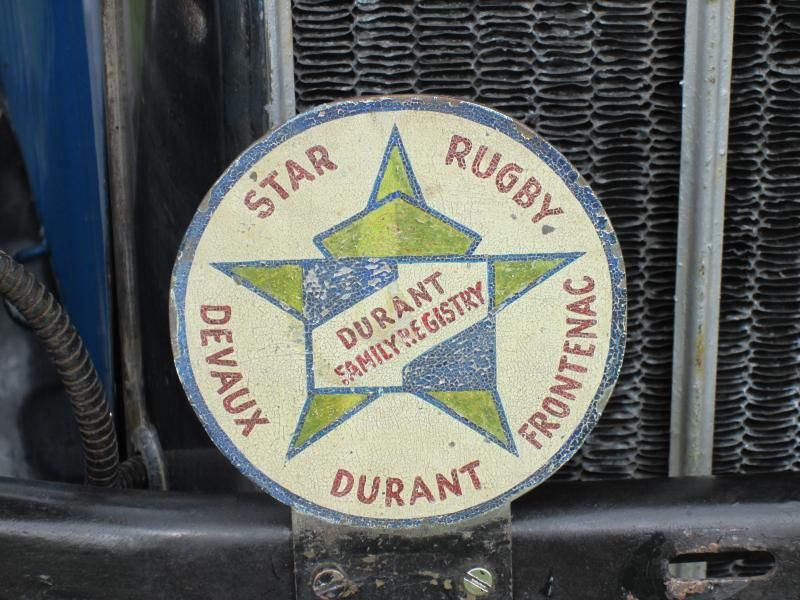 STAR
RUGBY
DURANT
FAMILY REGISTRY
DEVAUX
FRONTENAC
DURANT